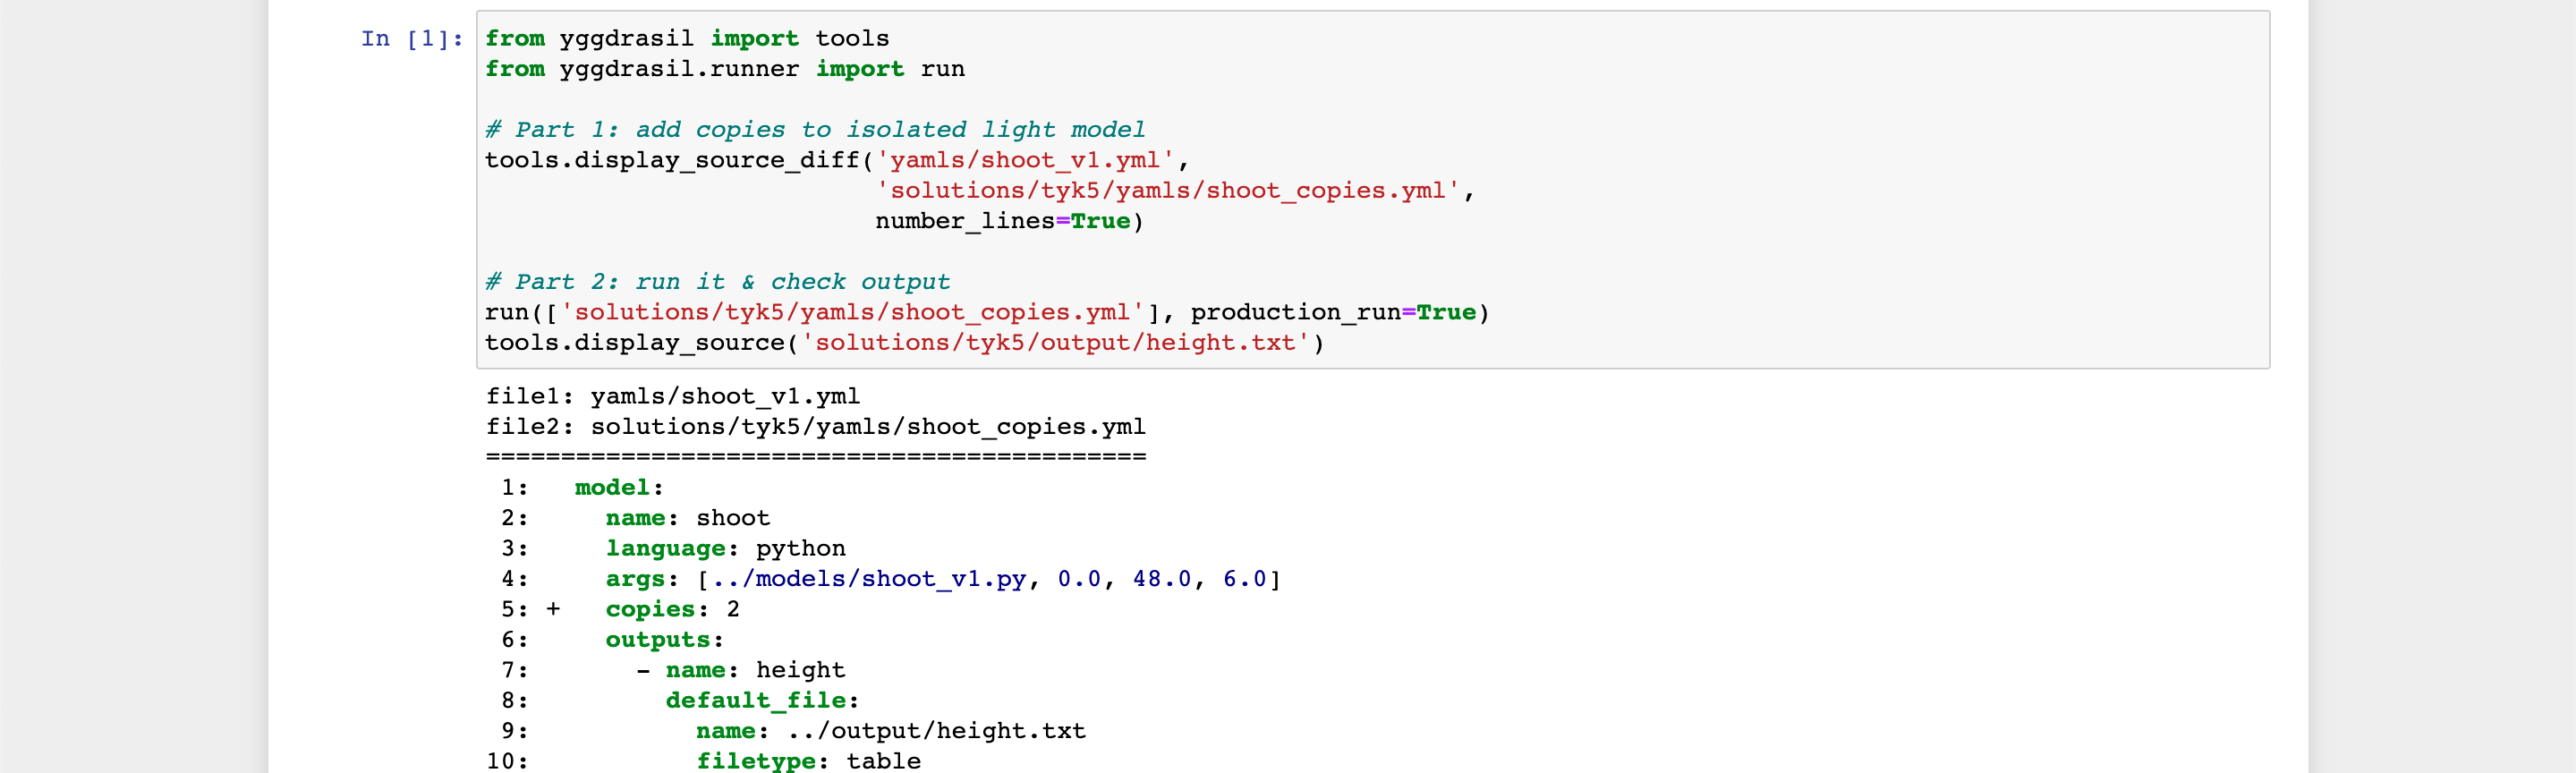 In [1]: from yggdrasil import tools
from yggdrasil.runner import run
# Part 1: add copies to isolated light model
tools.display_source_diff('yamls/shoot_v1.yml',
'solutions/tyk5/yamls/shoot_copies.yml',
number_lines=True)
# Part 2: run it & check output
run(['solutions/tyk5/yamls/shoot_copies.yml'], production_run=True)
tools.display_source('solutions/tyk5/output/height.txt')
file1: yamls/shoot_v1.yml
file2: solutions/tyk5/yamls/shoot_copies.yml
============================================
1: model:
2: name: shoot
3: language: python
4: args: [../models/shoot_v1.py, 0.0, 48.0, 6.0]
5: + copies: 2
6: outputs:
7: - name: height
8: default_file:
9: name: ../output/height.txt
10: filetype: table